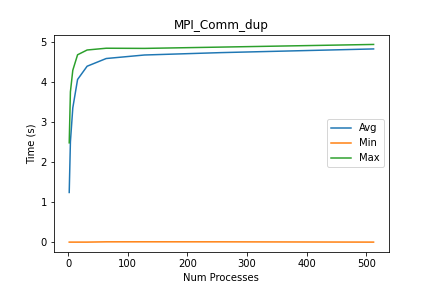 MPI_Comm_dup
Time (s)
5
4
3
2
1
0
Avg
Min
Max
0
100
200
300
400
500
Num Processes